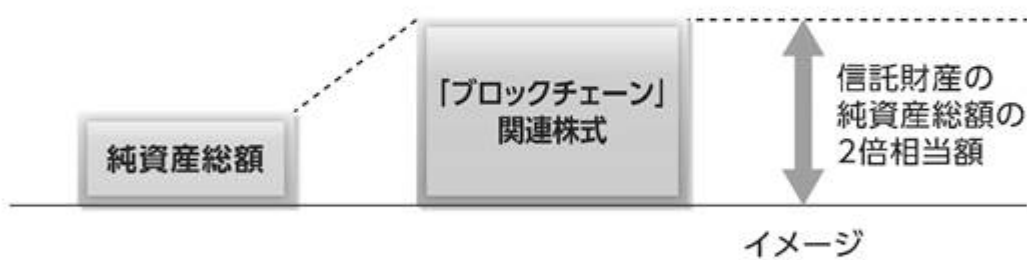 純資産総額
「ブロックチェーン」
関連株式
信託財産の
純資産総額の
2倍相当額
イメージ